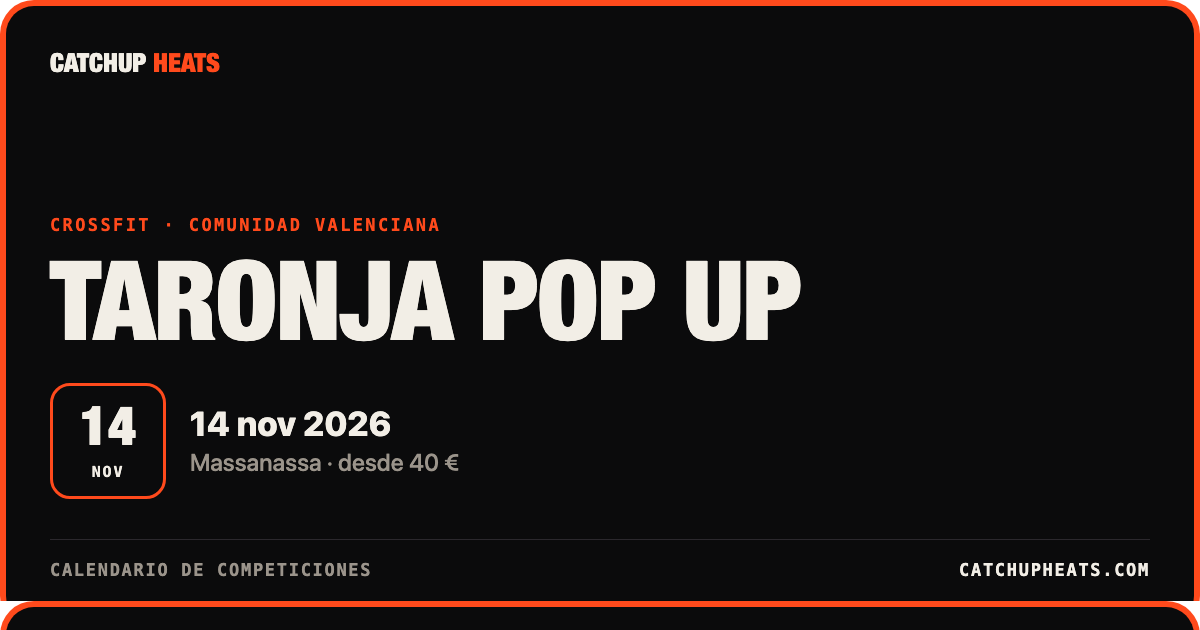 CATCHUP HEATS
CROSSFIT · COMUNIDAD VALENCIANA
TARONJA POP UP
14
NOV
14 nov 2026
Massanassa · desde 40 €
CALENDARIO DE COMPETICIONES
CATCHUPHEATS.COM